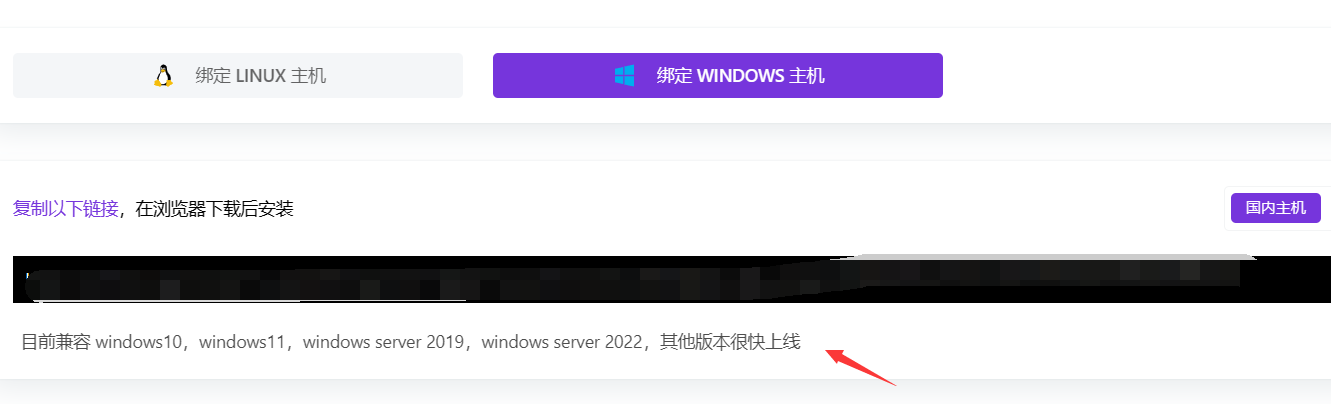 绑定 LINUX 主机
绑定 WINDOWS 主机
复制以下链接，在浏览器下载后安装
国内主机
目前兼容 windows10，windows11，windows server 2019，windows server 2022，其他版本很快上线